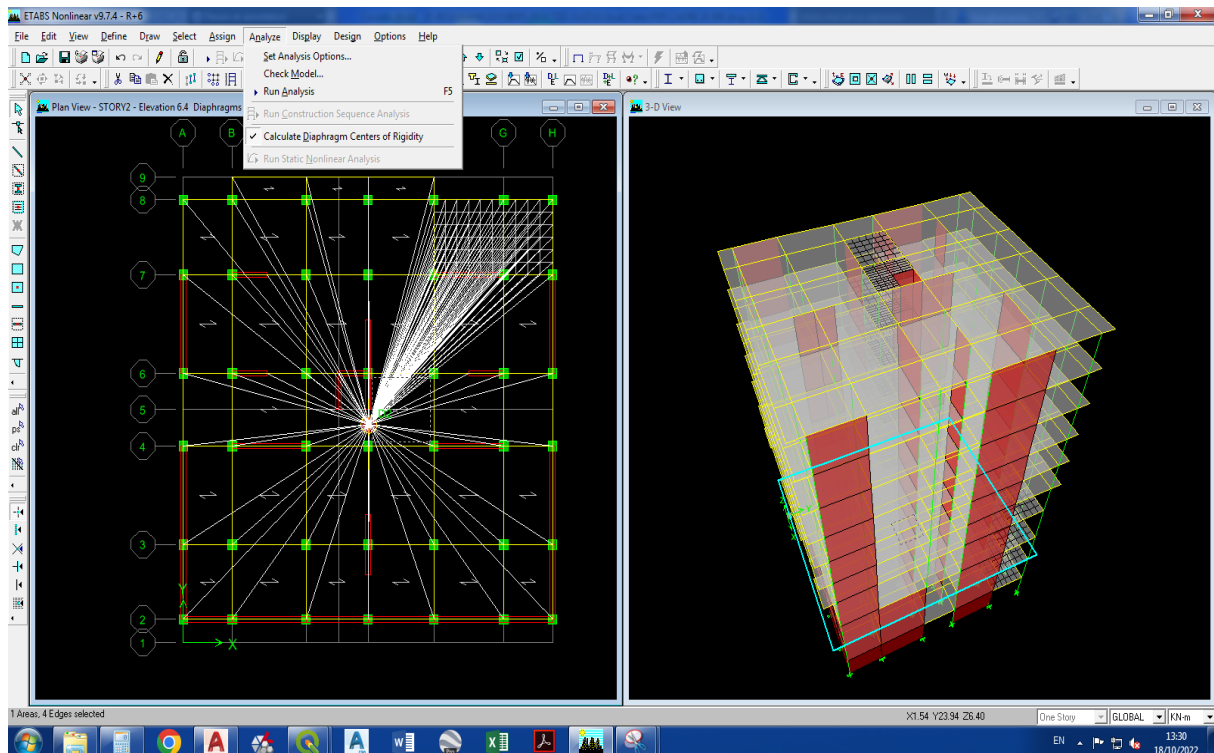 ETABS Nonlinear v9.7.4 - R+6
File Edit View Define Draw Select Assign Analyze Display Design Options Help
Set Analysis Options...
Check Model...
Run Analysis F5
Run Construction Sequence Analysis
Calculate Diaphragm Centers of Rigidity
Run Static Nonlinear Analysis
Plan View - STORY2 - Elevation 6.4 Diaphragms
3-D View
A B G H
9
8
7
6
5
4
3
2
1
Y
X
all
ps
clr
1 Areas, 4 Edges selected
X1.54 Y23.94 Z6.40
One Story
GLOBAL
KN-m
EN
13:30
18/10/2022